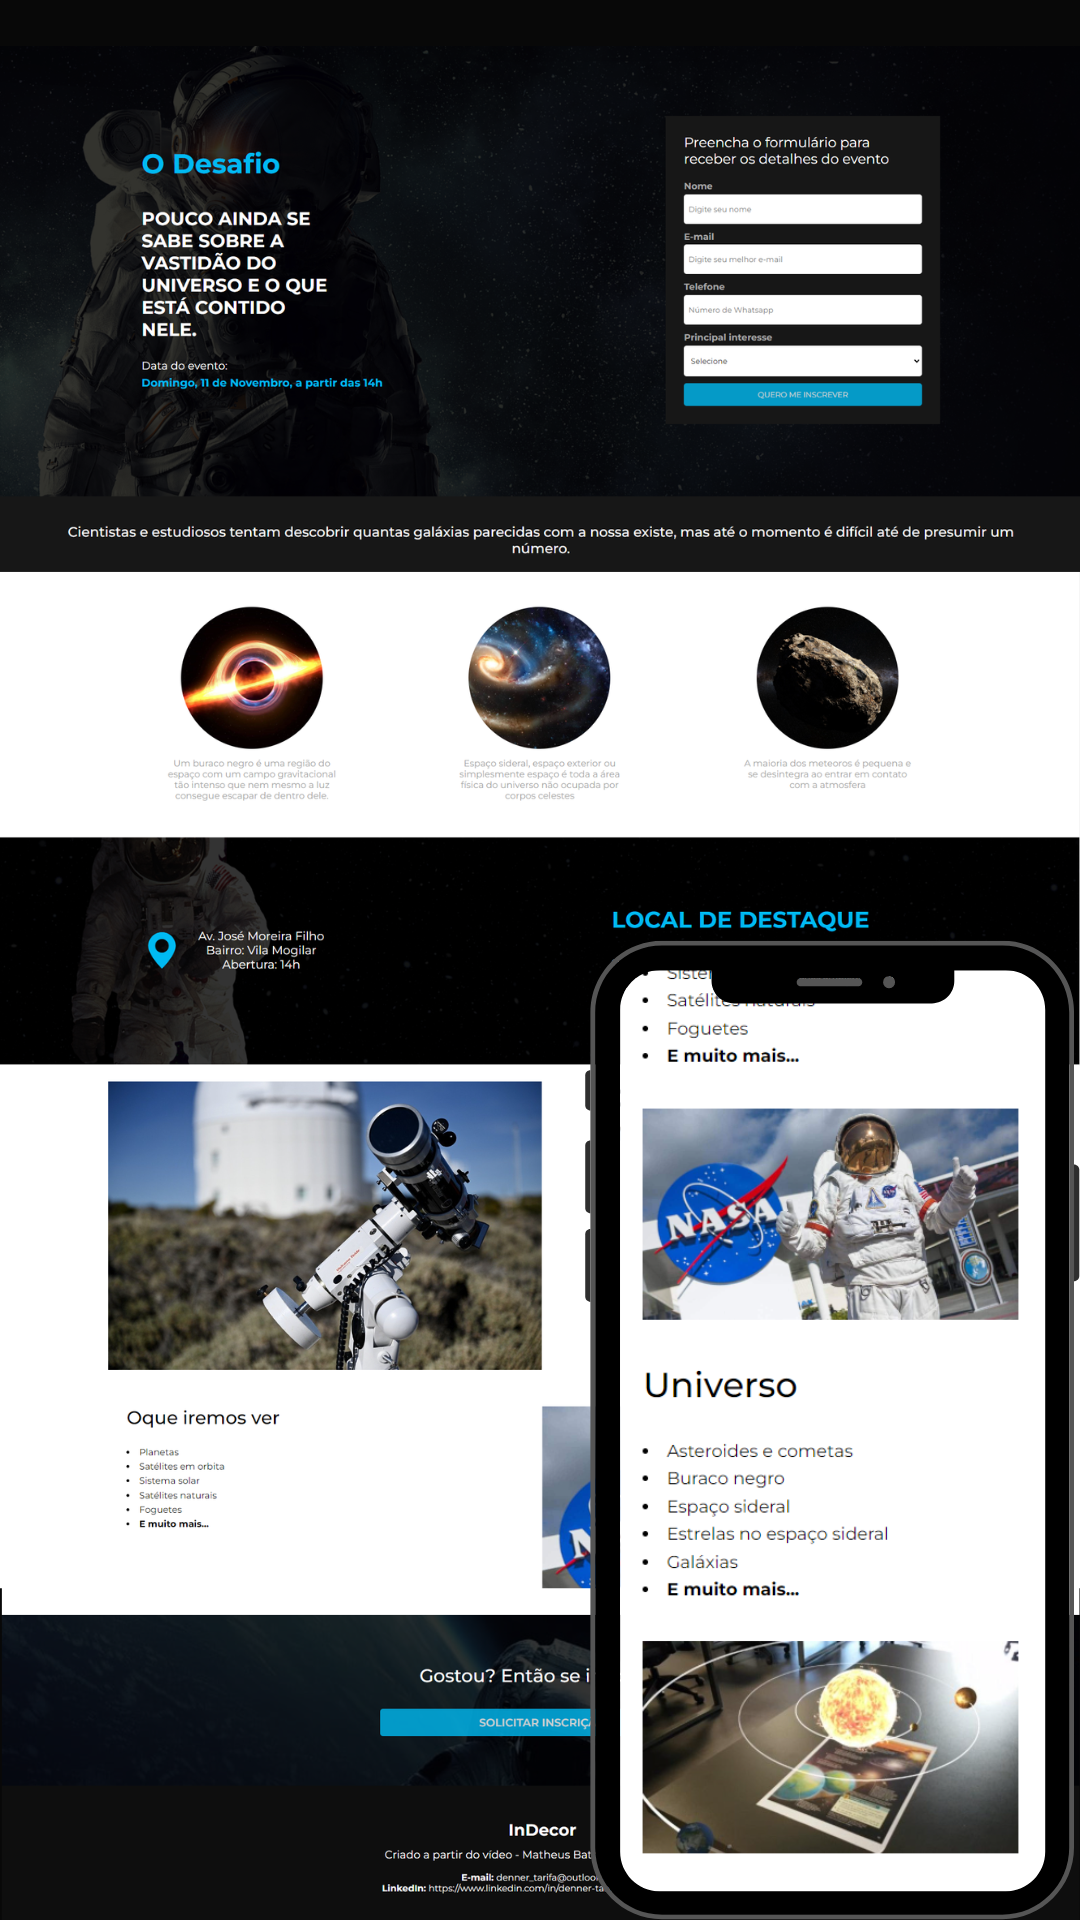 O Desafio
POUCO AINDA SE
SABE SOBRE A
VASTIDÃO DO
UNIVERSO E O QUE
ESTÁ CONTIDO
NELE.
Data do evento:
Domingo, 11 de Novembro, a partir das 14h
Preencha o formulário para
receber os detalhes do evento
Nome
Digite seu nome
E-mail
Digite seu melhor e-mail
Telefone
Número de Whatsapp
Principal interesse
Selecione
QUERO ME INSCREVER
Cientistas e estudiosos tentam descobrir quantas galáxias parecidas com a nossa existe, mas até o momento é difícil até de presumir um
número.
Um buraco negro é uma região do
espaço com um campo gravitacional
tão intenso que nem mesmo a luz
consegue escapar de dentro dele.
Espaço sideral, espaço exterior ou
simplesmente espaço é toda a área
física do universo não ocupada por
corpos celestes
A maioria dos meteoros é pequena e
se desintegra ao entrar em contato
com a atmosfera
Av. José Moreira Filho
Bairro: Vila Mogilar
Abertura: 14h
LOCAL DE DESTAQUE
Oque iremos ver
Planetas
Satélites em orbita
Sistema solar
Satélites naturais
Foguetes
E muito mais...
Gostou? Então se i
SOLICITAR INSCRIÇ
InDecor
Criado a partir do vídeo - Matheus Bat
E-mail: denner_tarifa@outloo
LinkedIn: https://www.linkedin.com/in/denner-ta
Siste
Satélites naturais
Foguetes
E muito mais...
NASA
Universo
Asteroides e cometas
Buraco negro
Espaço sideral
Estrelas no espaço sideral
Galáxias
E muito mais...